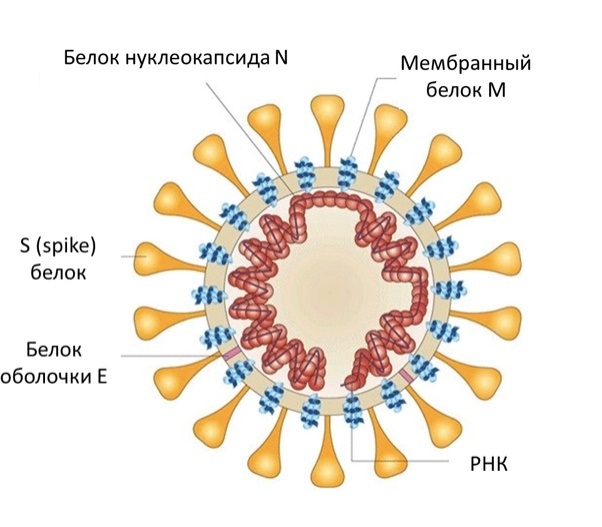 Белок нуклеокапсида N
Мембранный
белок М
S (spike)
белок
Белок
оболочки Е
РНК